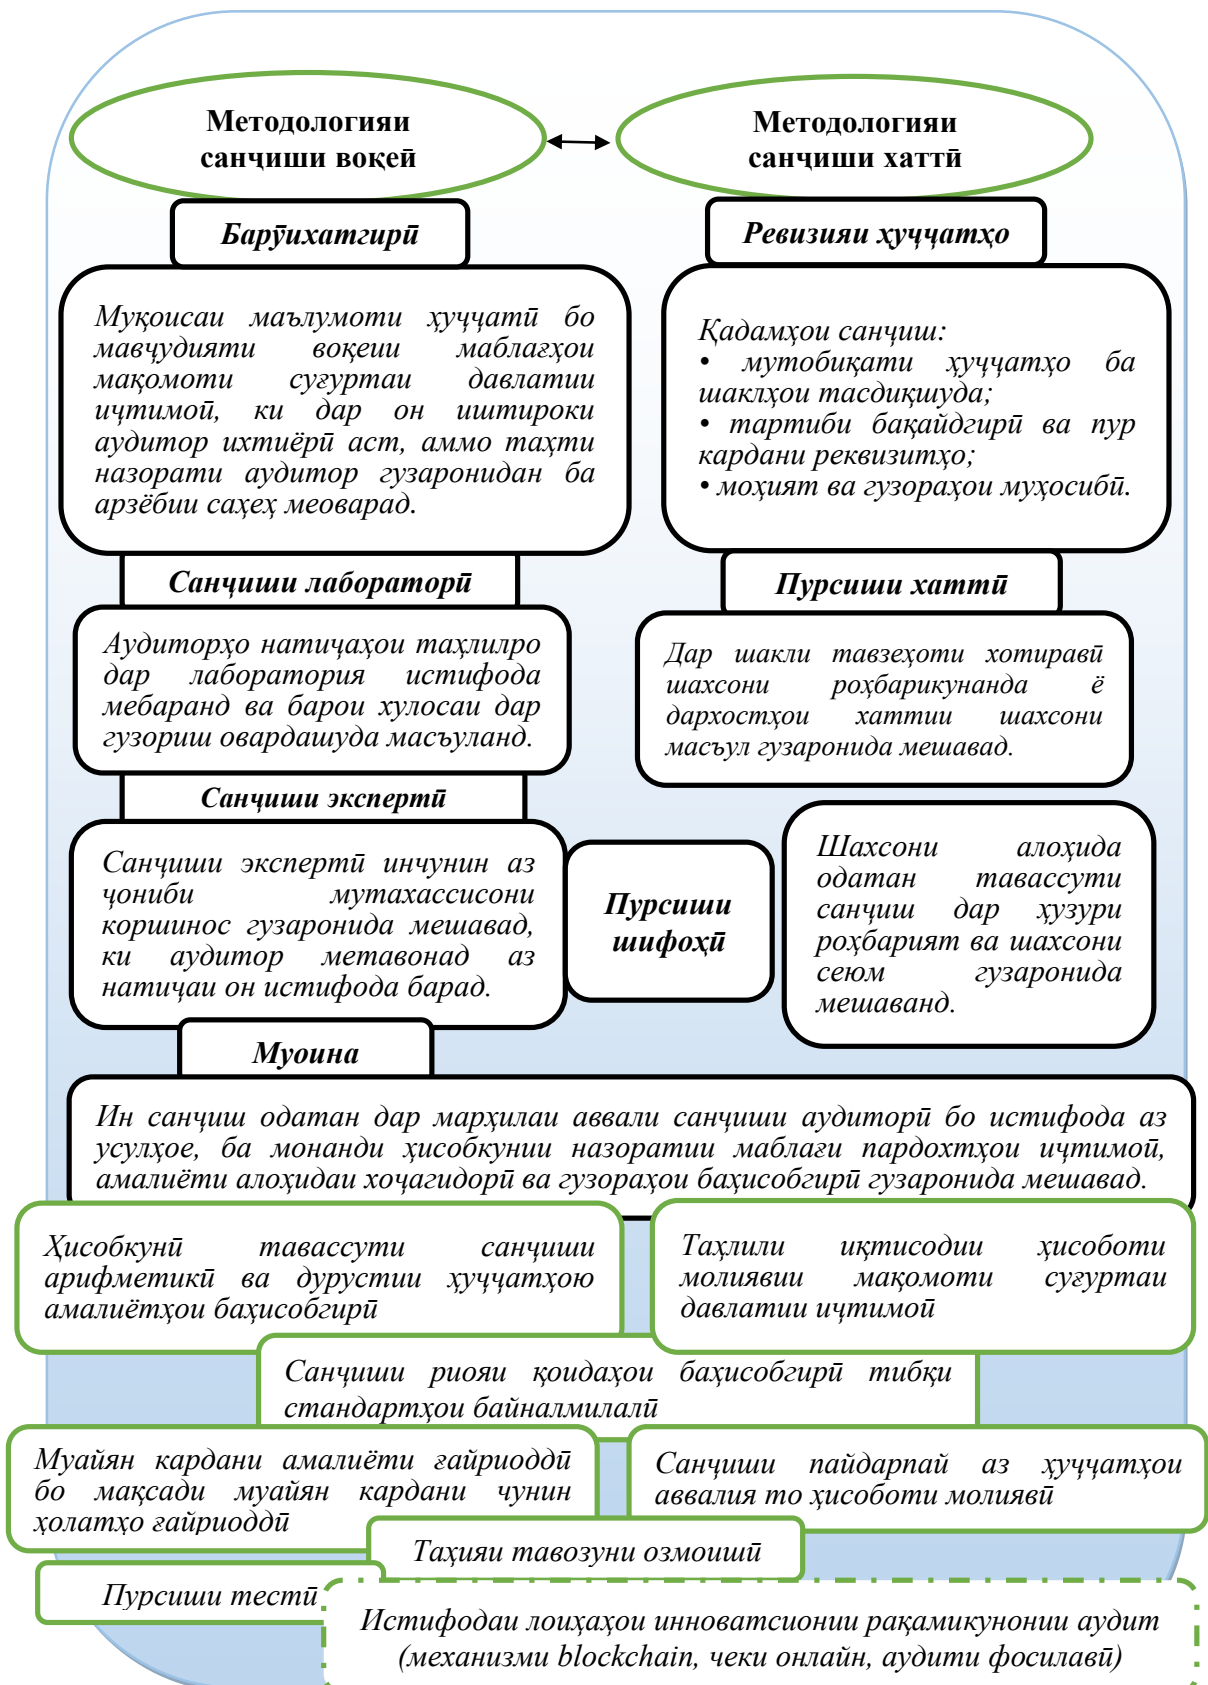 Методологияи
санҷиши воқеӣ
Методологияи
санҷиши хаттӣ
Барӯихатгирӣ
Ревизияи ҳуҷҷатҳо
Муқоисаи маълумоти ҳуҷҷатӣ бо
мавҷудияти воқеии маблағҳои
мақомоти суғуртаи давлатии
иҷтимоӣ, ки дар он иштироки
аудитор ихтиёрӣ аст, аммо таҳти
назорати аудитор гузаронидан ба
арзёбии саҳеҳ меоварад.
Қадамҳои санҷиш:
• мутобиқати ҳуҷҷатҳо ба
шаклҳои тасдиқшуда;
• тартиби бақайдгирӣ ва пур
кардани реквизитҳо;
• моҳият ва гузораҳои муҳосибӣ.
Санҷиши лабораторӣ
Пурсиши хаттӣ
Аудиторҳо натиҷаҳои таҳлилро
дар лаборатория истифода
мебаранд ва барои хулосаи дар
гузориш овардашуда масъуланд.
Дар шакли тавзеҳоти хотиравӣ
шахсони роҳбарикунанда ё
дархостҳои хаттии шахсони
масъул гузаронида мешавад.
Санҷиши экспертӣ
Санҷиши экспертӣ инчунин аз
ҷониби мутахассисони
коршинос гузаронида мешавад,
ки аудитор метавонад аз
натиҷаи он истифода барад.
Пурсиши
шифоҳӣ
Шахсони алоҳида
одатан тавассути
санҷиш дар ҳузури
роҳбарият ва шахсони
сеюм гузаронида
мешаванд.
Муоина
Ин санҷиш одатан дар марҳилаи аввали санҷиши аудиторӣ бо истифода аз
усулҳое, ба монанди ҳисобкунии назоратии маблағи пардохтҳои иҷтимоӣ,
амалиёти алоҳидаи хоҷагидорӣ ва гузораҳои баҳисобгирӣ гузаронида мешавад.
Ҳисобкунӣ тавассути санҷиши
арифметикӣ ва дурустии ҳуҷҷатҳою
амалиётҳои баҳисобгирӣ
Таҳлили иқтисодии ҳисоботи
молиявии мақомоти суғуртаи
давлатии иҷтимоӣ
Санҷиши риояи қоидаҳои баҳисобгирӣ тибқи
стандартҳои байналмилалӣ
Муайян кардани амалиёти ғайриоддӣ
бо мақсади муайян кардани чунин
ҳолатҳо ғайриоддӣ
Санҷиши пайдарпай аз ҳуҷҷатҳои
аввалия то ҳисоботи молиявӣ
Таҳияи тавозуни озмоишӣ
Пурсиши тестӣ
Истифодаи лоиҳаҳои инноватсионии рақамикунонии аудит
(механизми blockchain, чеки онлайн, аудити фосилавӣ)